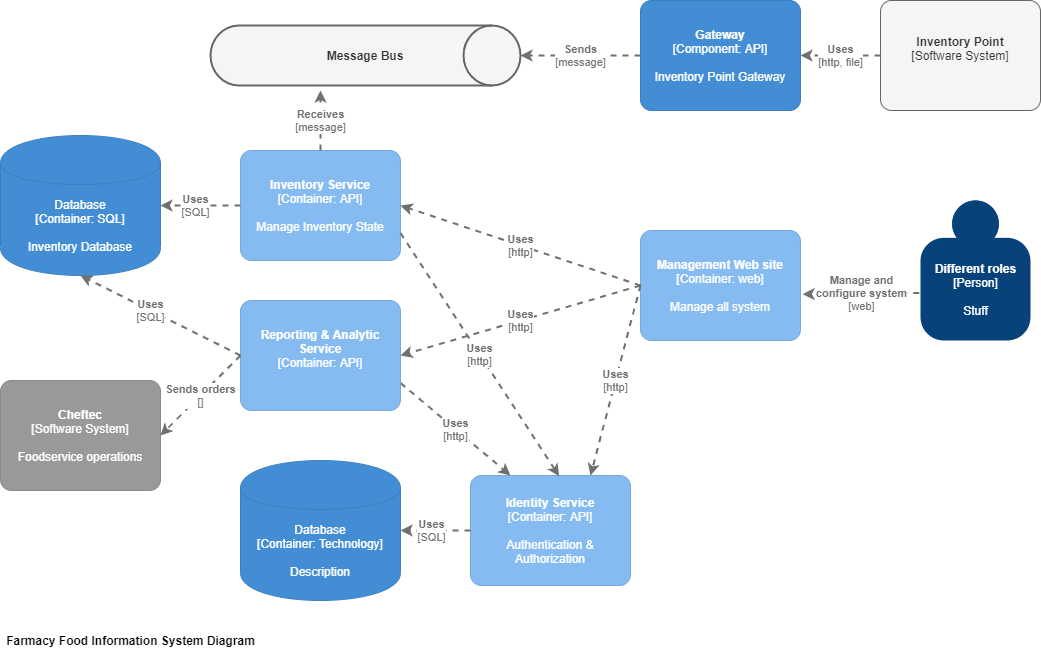 Gateway
[Component: API]
Inventory Point Gateway
Inventory Point
[Software System]
Message Bus
Sends
[message]
Uses
[http, file]
Receives
[message]
Database
[Container: SQL]
Inventory Database
Uses
[SQL]
Inventory Service
[Container: API]
Manage Inventory State
Uses
[http]
Management Web site
[Container: web]
Manage all system
Manage and
configure system
[web]
Different roles
[Person]
Stuff
Uses
[SQL]
Reporting & Analytic
Service
[Container: API]
Uses
[http]
Uses
[http]
Uses
[http]
Sends orders
[]
Cheftec
[Software System]
Foodservice operations
Uses
[http]
Database
[Container: Technology]
Description
Uses
[SQL]
Identity Service
[Container: API]
Authentication &
Authorization
Farmacy Food Information System Diagram